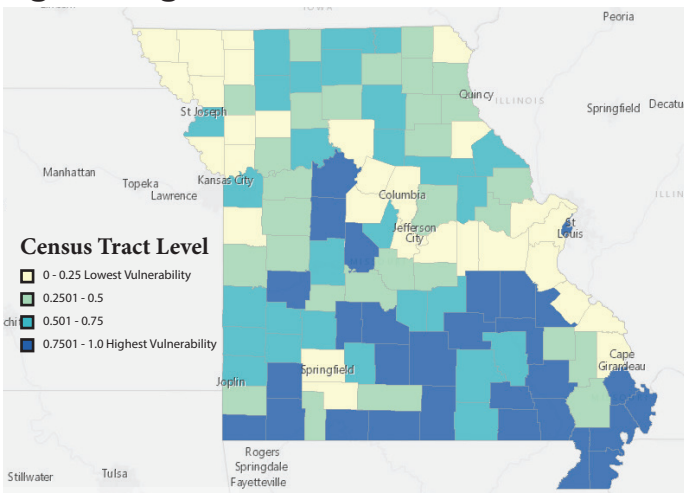 IOWA
Peoria
Quincy
ILLINOIS
Springfield
Decatu
St Joseph
Manhattan
Topeka
Lawrence
Kansas City
Columbia
ILLIN
Jefferson
City
St
Louis
Census Tract Level
0 - 0.25 Lowest Vulnerability
0.2501 - 0.5
0.501 - 0.75
0.7501 - 1.0 Highest Vulnerability
chi
Cape
Girardeau
Springfield
Joplin
Rogers
Springdale
Fayetteville
Stillwater
Tulsa